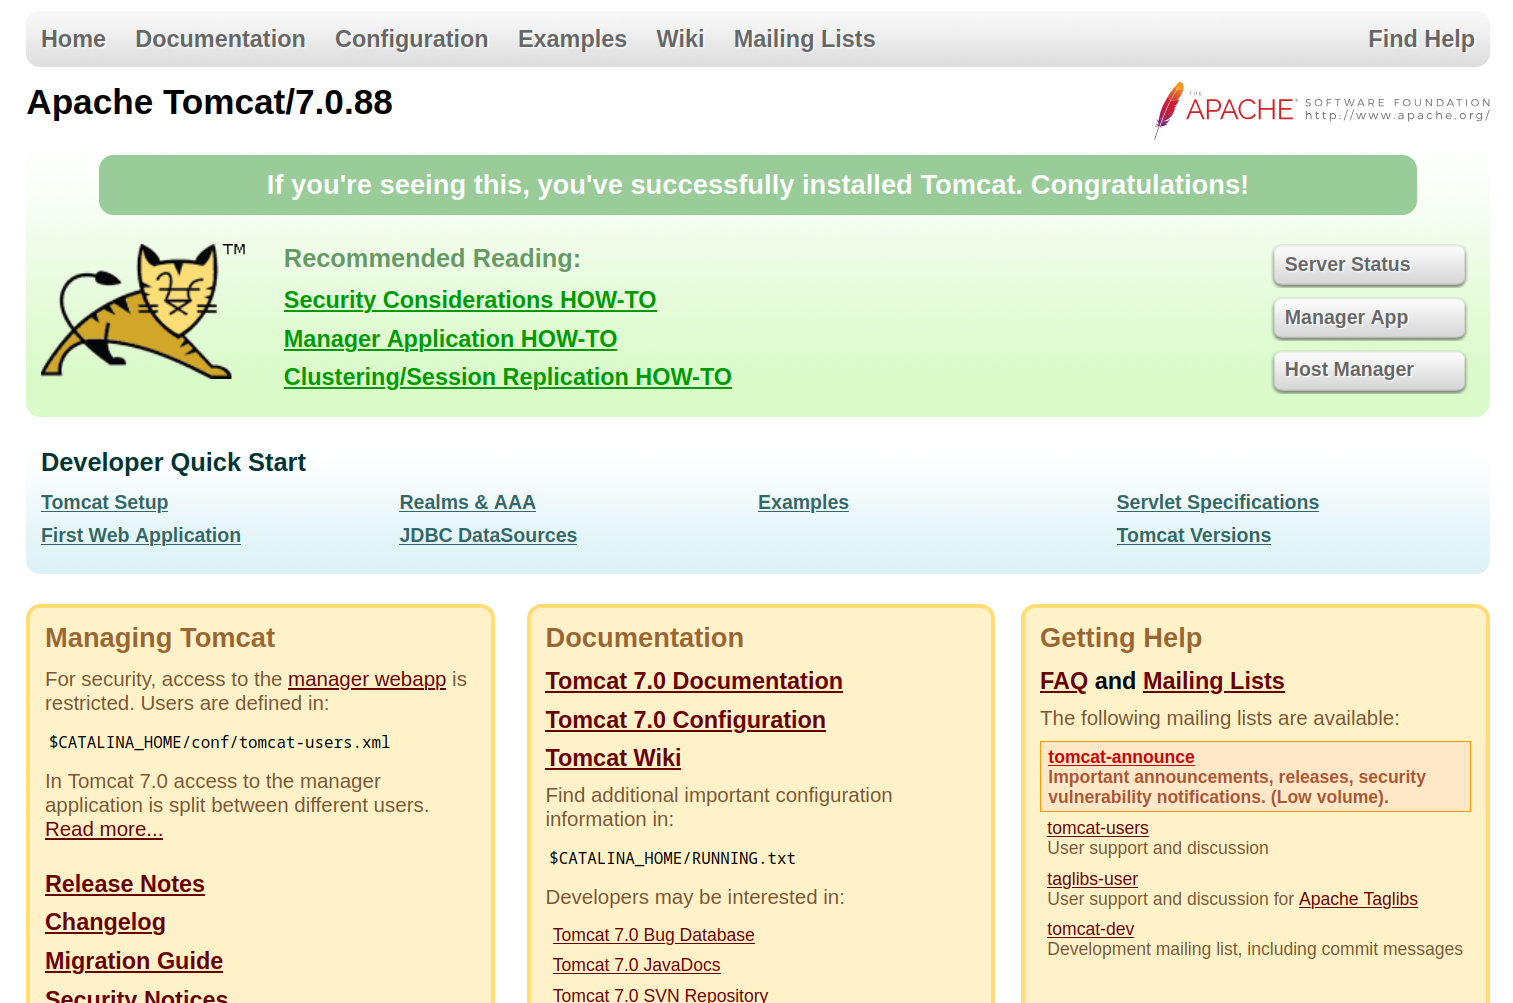 Home Documentation Configuration Examples Wiki Mailing Lists Find Help
Apache Tomcat/7.0.88
THE
APACHE® SOFTWARE FOUNDATION
http://www.apache.org/
If you're seeing this, you've successfully installed Tomcat. Congratulations!
TM
Recommended Reading:
Security Considerations HOW-TO
Manager Application HOW-TO
Clustering/Session Replication HOW-TO
Server Status
Manager App
Host Manager
Developer Quick Start
Tomcat Setup
First Web Application
Realms & AAA
JDBC DataSources
Examples
Servlet Specifications
Tomcat Versions
Managing Tomcat
For security, access to the manager webapp is
restricted. Users are defined in:
$CATALINA_HOME/conf/tomcat-users.xml
In Tomcat 7.0 access to the manager
application is split between different users.
Read more...
Release Notes
Changelog
Migration Guide
Security Notices
Documentation
Tomcat 7.0 Documentation
Tomcat 7.0 Configuration
Tomcat Wiki
Find additional important configuration
information in:
$CATALINA_HOME/RUNNING.txt
Developers may be interested in:
Tomcat 7.0 Bug Database
Tomcat 7.0 JavaDocs
Tomcat 7.0 SVN Repository
Getting Help
FAQ and Mailing Lists
The following mailing lists are available:
tomcat-announce
Important announcements, releases, security
vulnerability notifications. (Low volume).
tomcat-users
User support and discussion
taglibs-user
User support and discussion for Apache Taglibs
tomcat-dev
Development mailing list, including commit messages